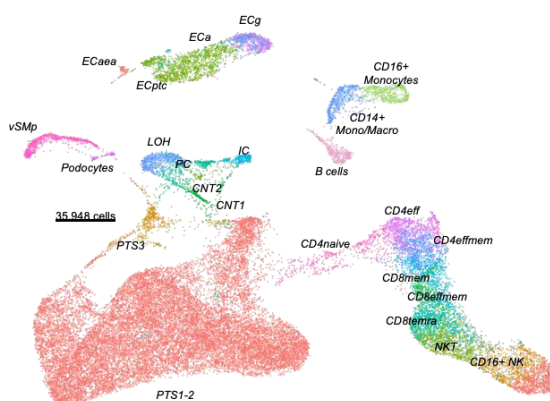 ECg
ECa
ECaea
ECptc
CD16+
Monocytes
CD14+
Mono/Macro
vSMp
LOH
IC
PC
Podocytes
B cells
CNT2
CNT1
35.948 cells
CD4eff
CD4effmem
CD4naive
PTS3
CD8mem
CD8effmem
CD8temra
NKT
CD16+ NK
PTS1-2